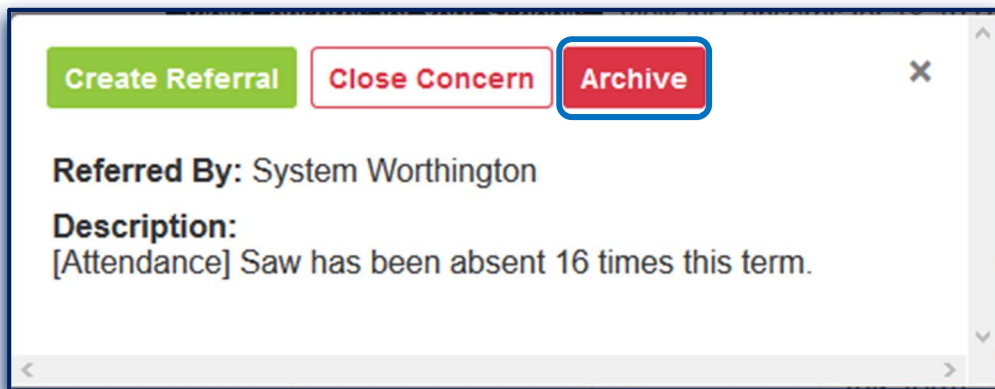 Create Referral Close Concern Archive ×
Referred By: System Worthington
Description:
[Attendance] Saw has been absent 16 times this term.